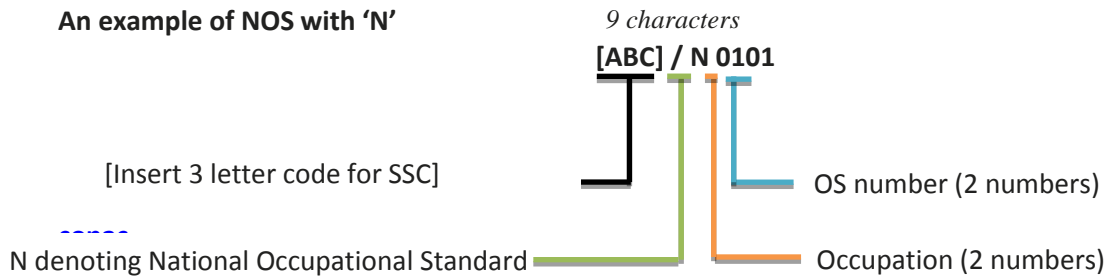 An example of NOS with ‘N’
9 characters
[ABC] / N 0101
[Insert 3 letter code for SSC]
OS number (2 numbers)
N denoting National Occupational Standard
Occupation (2 numbers)